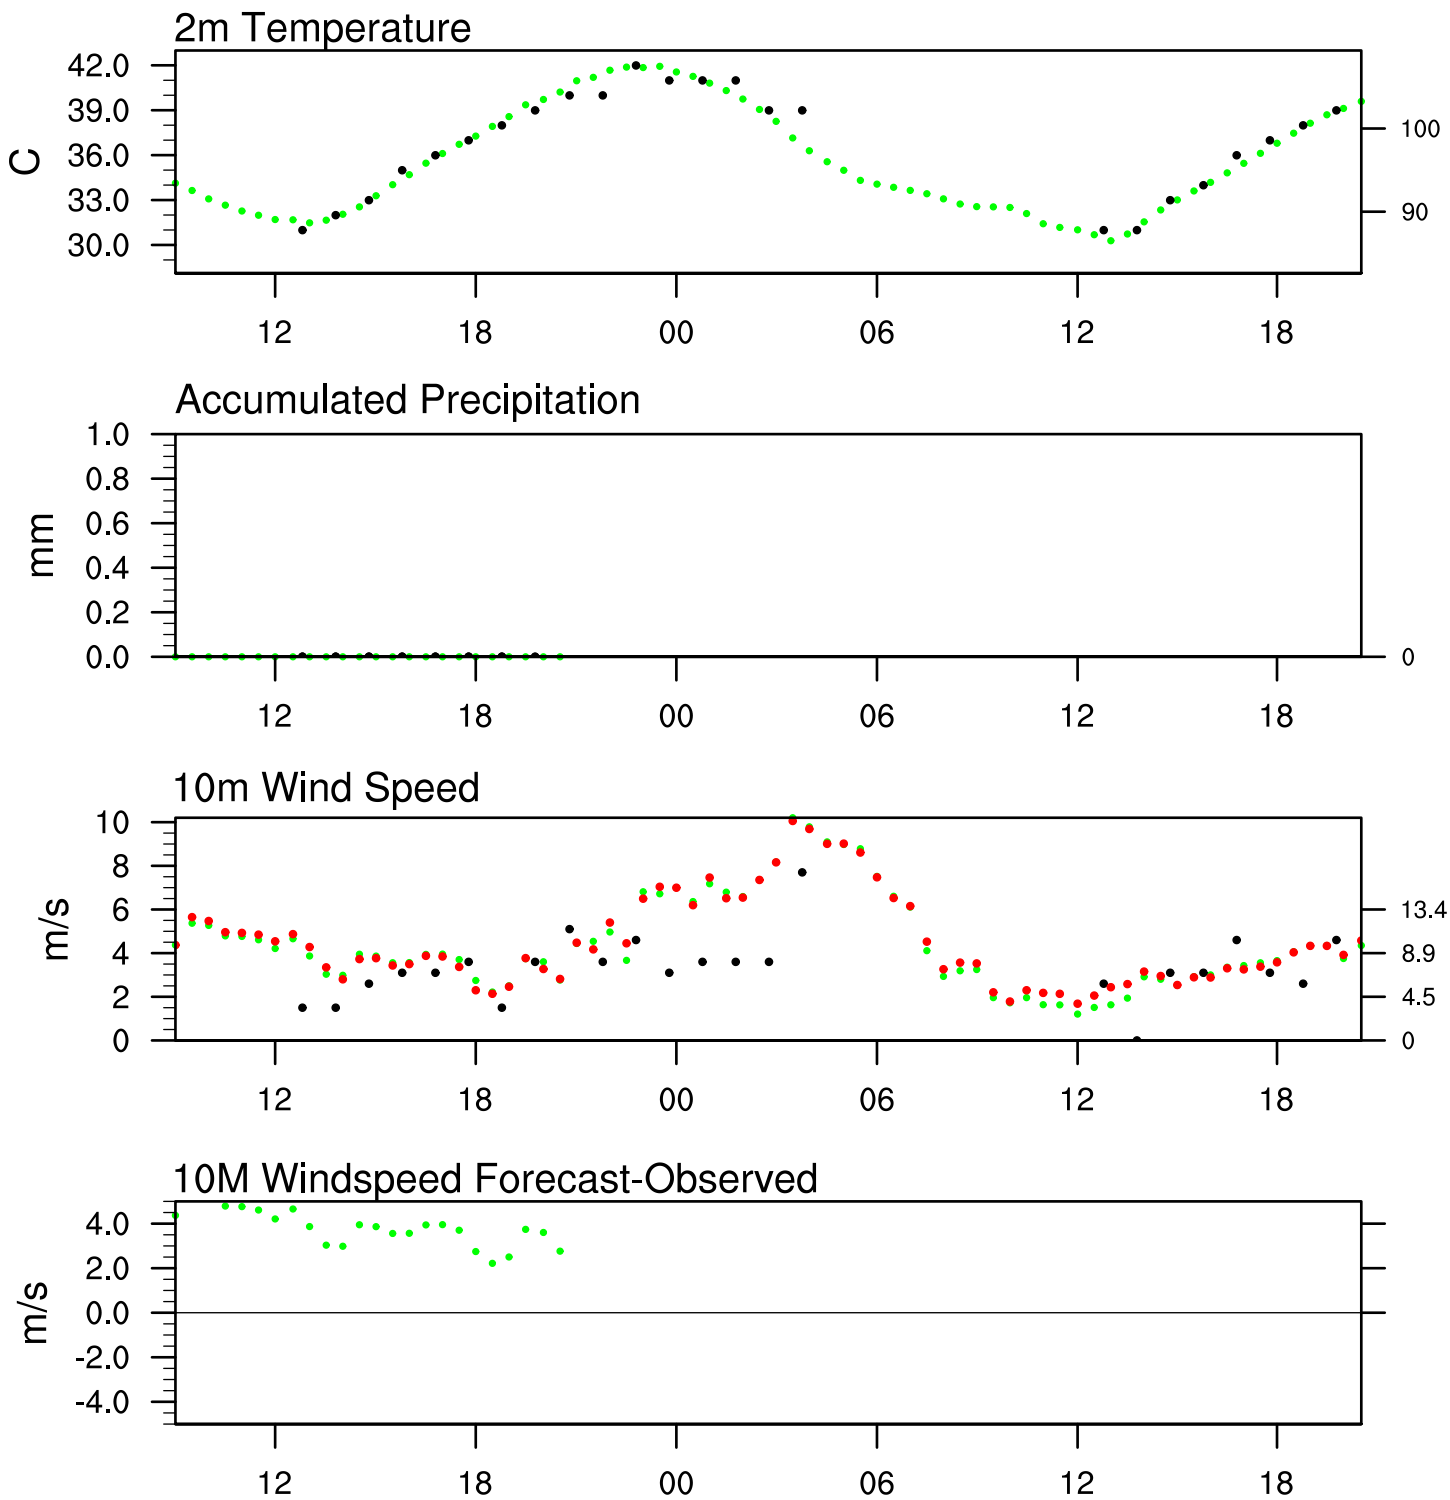 2m Temperature
42.0
39.0
36.0
33.0
30.0
C
100
90
12 18 00 06 12 18
Accumulated Precipitation
1.0
0.8
0.6
0.4
0.2
0.0
mm
0
12 18 00 06 12 18
10m Wind Speed
10
8
6
4
2
0
m/s
13.4
8.9
4.5
0
12 18 00 06 12 18
10M Windspeed Forecast-Observed
4.0
2.0
0.0
-2.0
-4.0
m/s
12 18 00 06 12 18